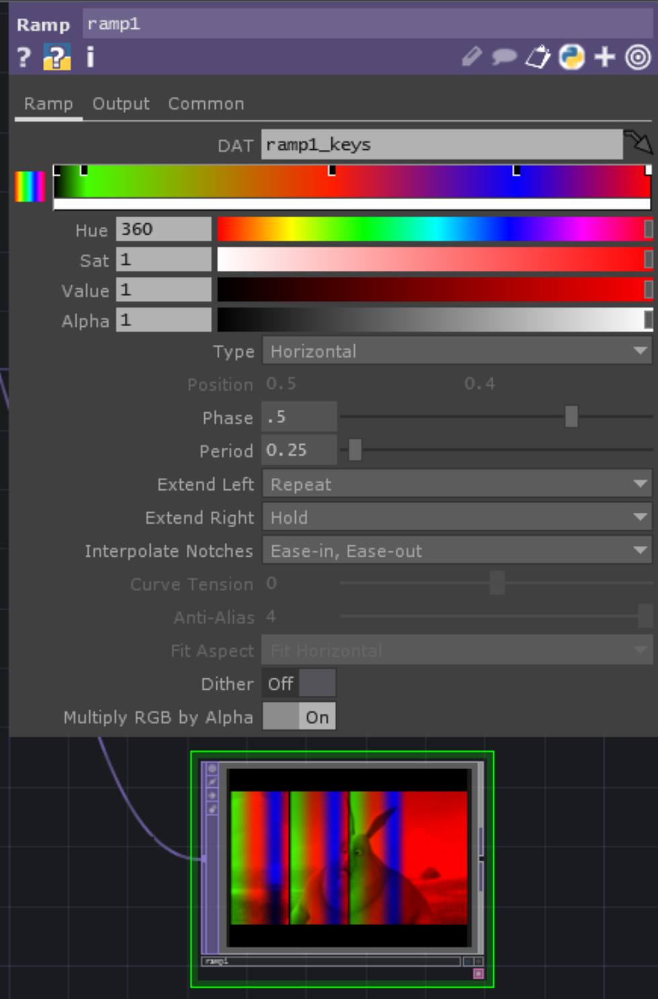 Ramp ramp1
? ? i
Ramp Output Common
DAT ramp1_keys
Hue 360
Sat 1
Value 1
Alpha 1
Type Horizontal
Position 0.5 0.4
Phase .5
Period 0.25
Extend Left Repeat
Extend Right Hold
Interpolate Notches Ease-in, Ease-out
Curve Tension 0
Anti-Alias 4
Fit Aspect Fit Horizontal
Dither Off
Multiply RGB by Alpha On
ramp1